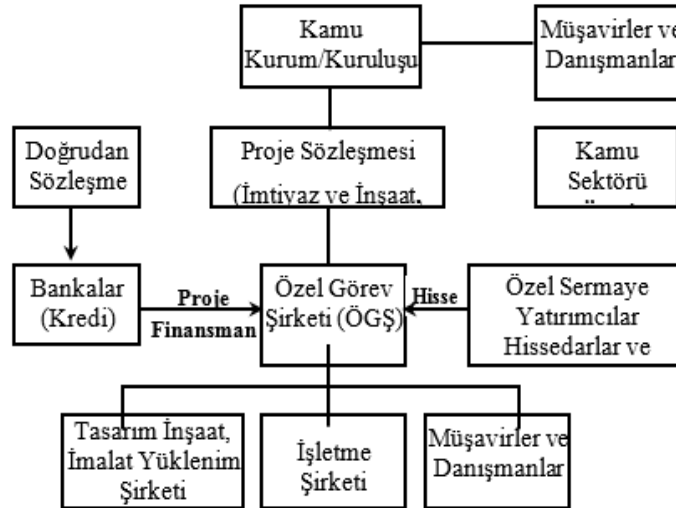 Kamu
Kurum/Kuruluşu
Müşavirler ve
Danışmanlar
Doğrudan
Sözleşme
Proje Sözleşmesi
(İmtiyaz ve İnşaat,
Kamu
Sektörü
Bankalar
(Kredi)
Proje
Finansman
Özel Görev
Şirketi (ÖGŞ)
Hisse
Özel Sermaye
Yatırımcılar
Hissedarlar ve
Tasarım İnşaat,
İmalat Yüklenim
Şirketi
İşletme
Şirketi
Müşavirler ve
Danışmanlar